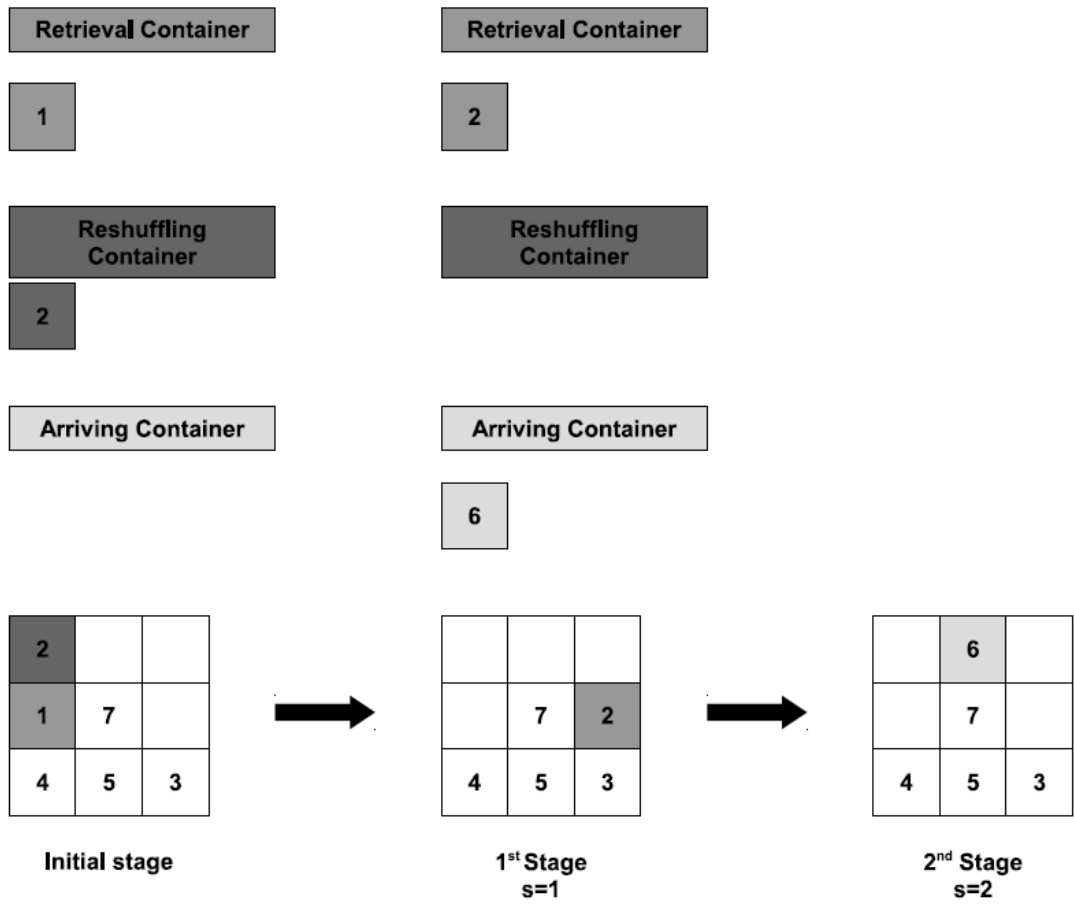 Retrieval Container
Retrieval Container
1
2
Reshuffling
Container
Reshuffling
Container
2
Arriving Container
Arriving Container
6
2
6
1 7
7 2
7
4 5 3
4 5 3
4 5 3
Initial stage
1st Stage
s=1
2nd Stage
s=2